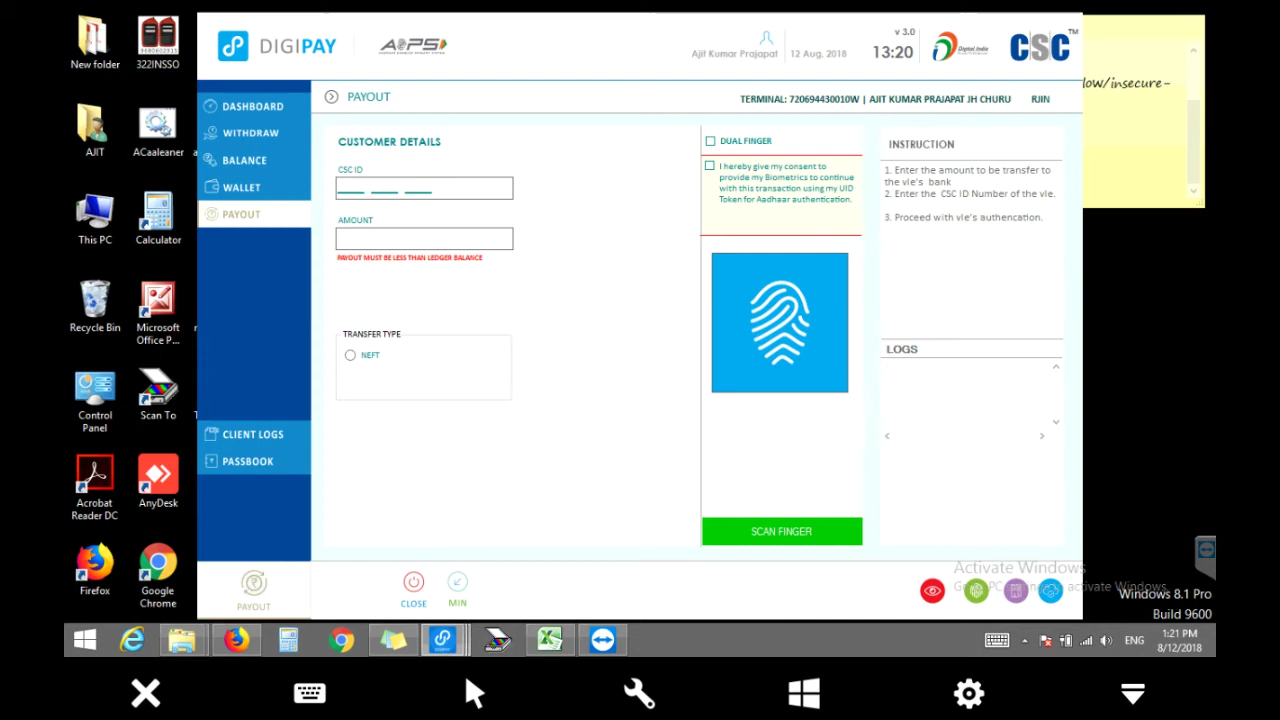 New folder
322INSSO
AJIT
ACaaleaner
This PC
Calculator
Recycle Bin
Microsoft
Office P...
Control
Panel
Scan To
Acrobat
Reader DC
AnyDesk
Firefox
Google
Chrome
DIGIPAY
AePS
Ajit Kumar Prajapat
12 Aug, 2018
v 3.0
13:20
Digital India
CSC™
low/insecure-
DASHBOARD
WITHDRAW
BALANCE
WALLET
PAYOUT
CLIENT LOGS
PASSBOOK
PAYOUT
PAYOUT
TERMINAL: 720694430010W | AJIT KUMAR PRAJAPAT JH CHURU
RJIN
CUSTOMER DETAILS
CSC ID
AMOUNT
PAYOUT MUST BE LESS THAN LEDGER BALANCE
TRANSFER TYPE
NEFT
DUAL FINGER
I hereby give my consent to
provide my Biometrics to continue
with this transaction using my UID
Token for Aadhaar authentication.
SCAN FINGER
INSTRUCTION
1. Enter the amount to be transfer to
the vle's bank
2. Enter the CSC ID Number of the vle.
3. Proceed with vle's authencation.
LOGS
CLOSE
MIN
Activate Windows
activate Windows.
Windows 8.1 Pro
Build 9600
ENG
1:21 PM
8/12/2018